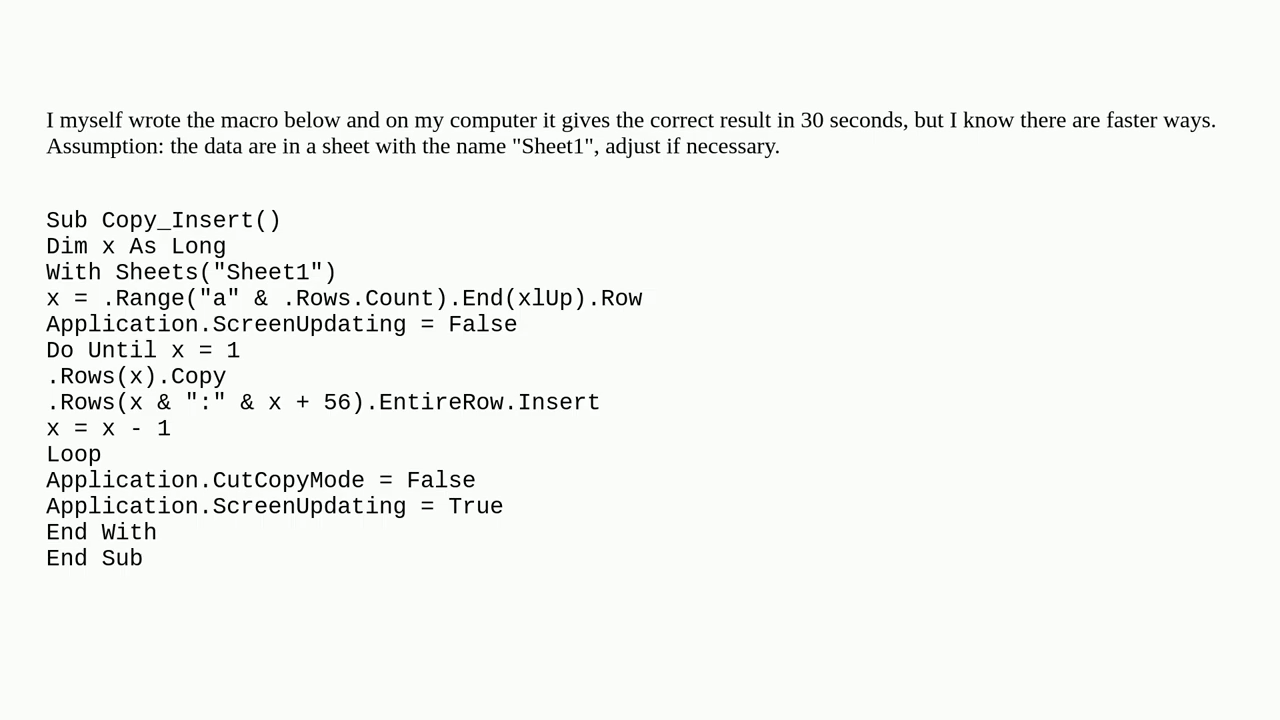 I myself wrote the macro below and on my computer it gives the correct result in 30 seconds, but I know there are faster ways.
Assumption: the data are in a sheet with the name "Sheet1", adjust if necessary.
Sub Copy_Insert()
Dim x As Long
With Sheets("Sheet1")
x = .Range("a" & .Rows.Count).End(xlUp).Row
Application.ScreenUpdating = False
Do Until x = 1
.Rows(x).Copy
.Rows(x & ":" & x + 56).EntireRow.Insert
x = x - 1
Loop
Application.CutCopyMode = False
Application.ScreenUpdating = True
End With
End Sub